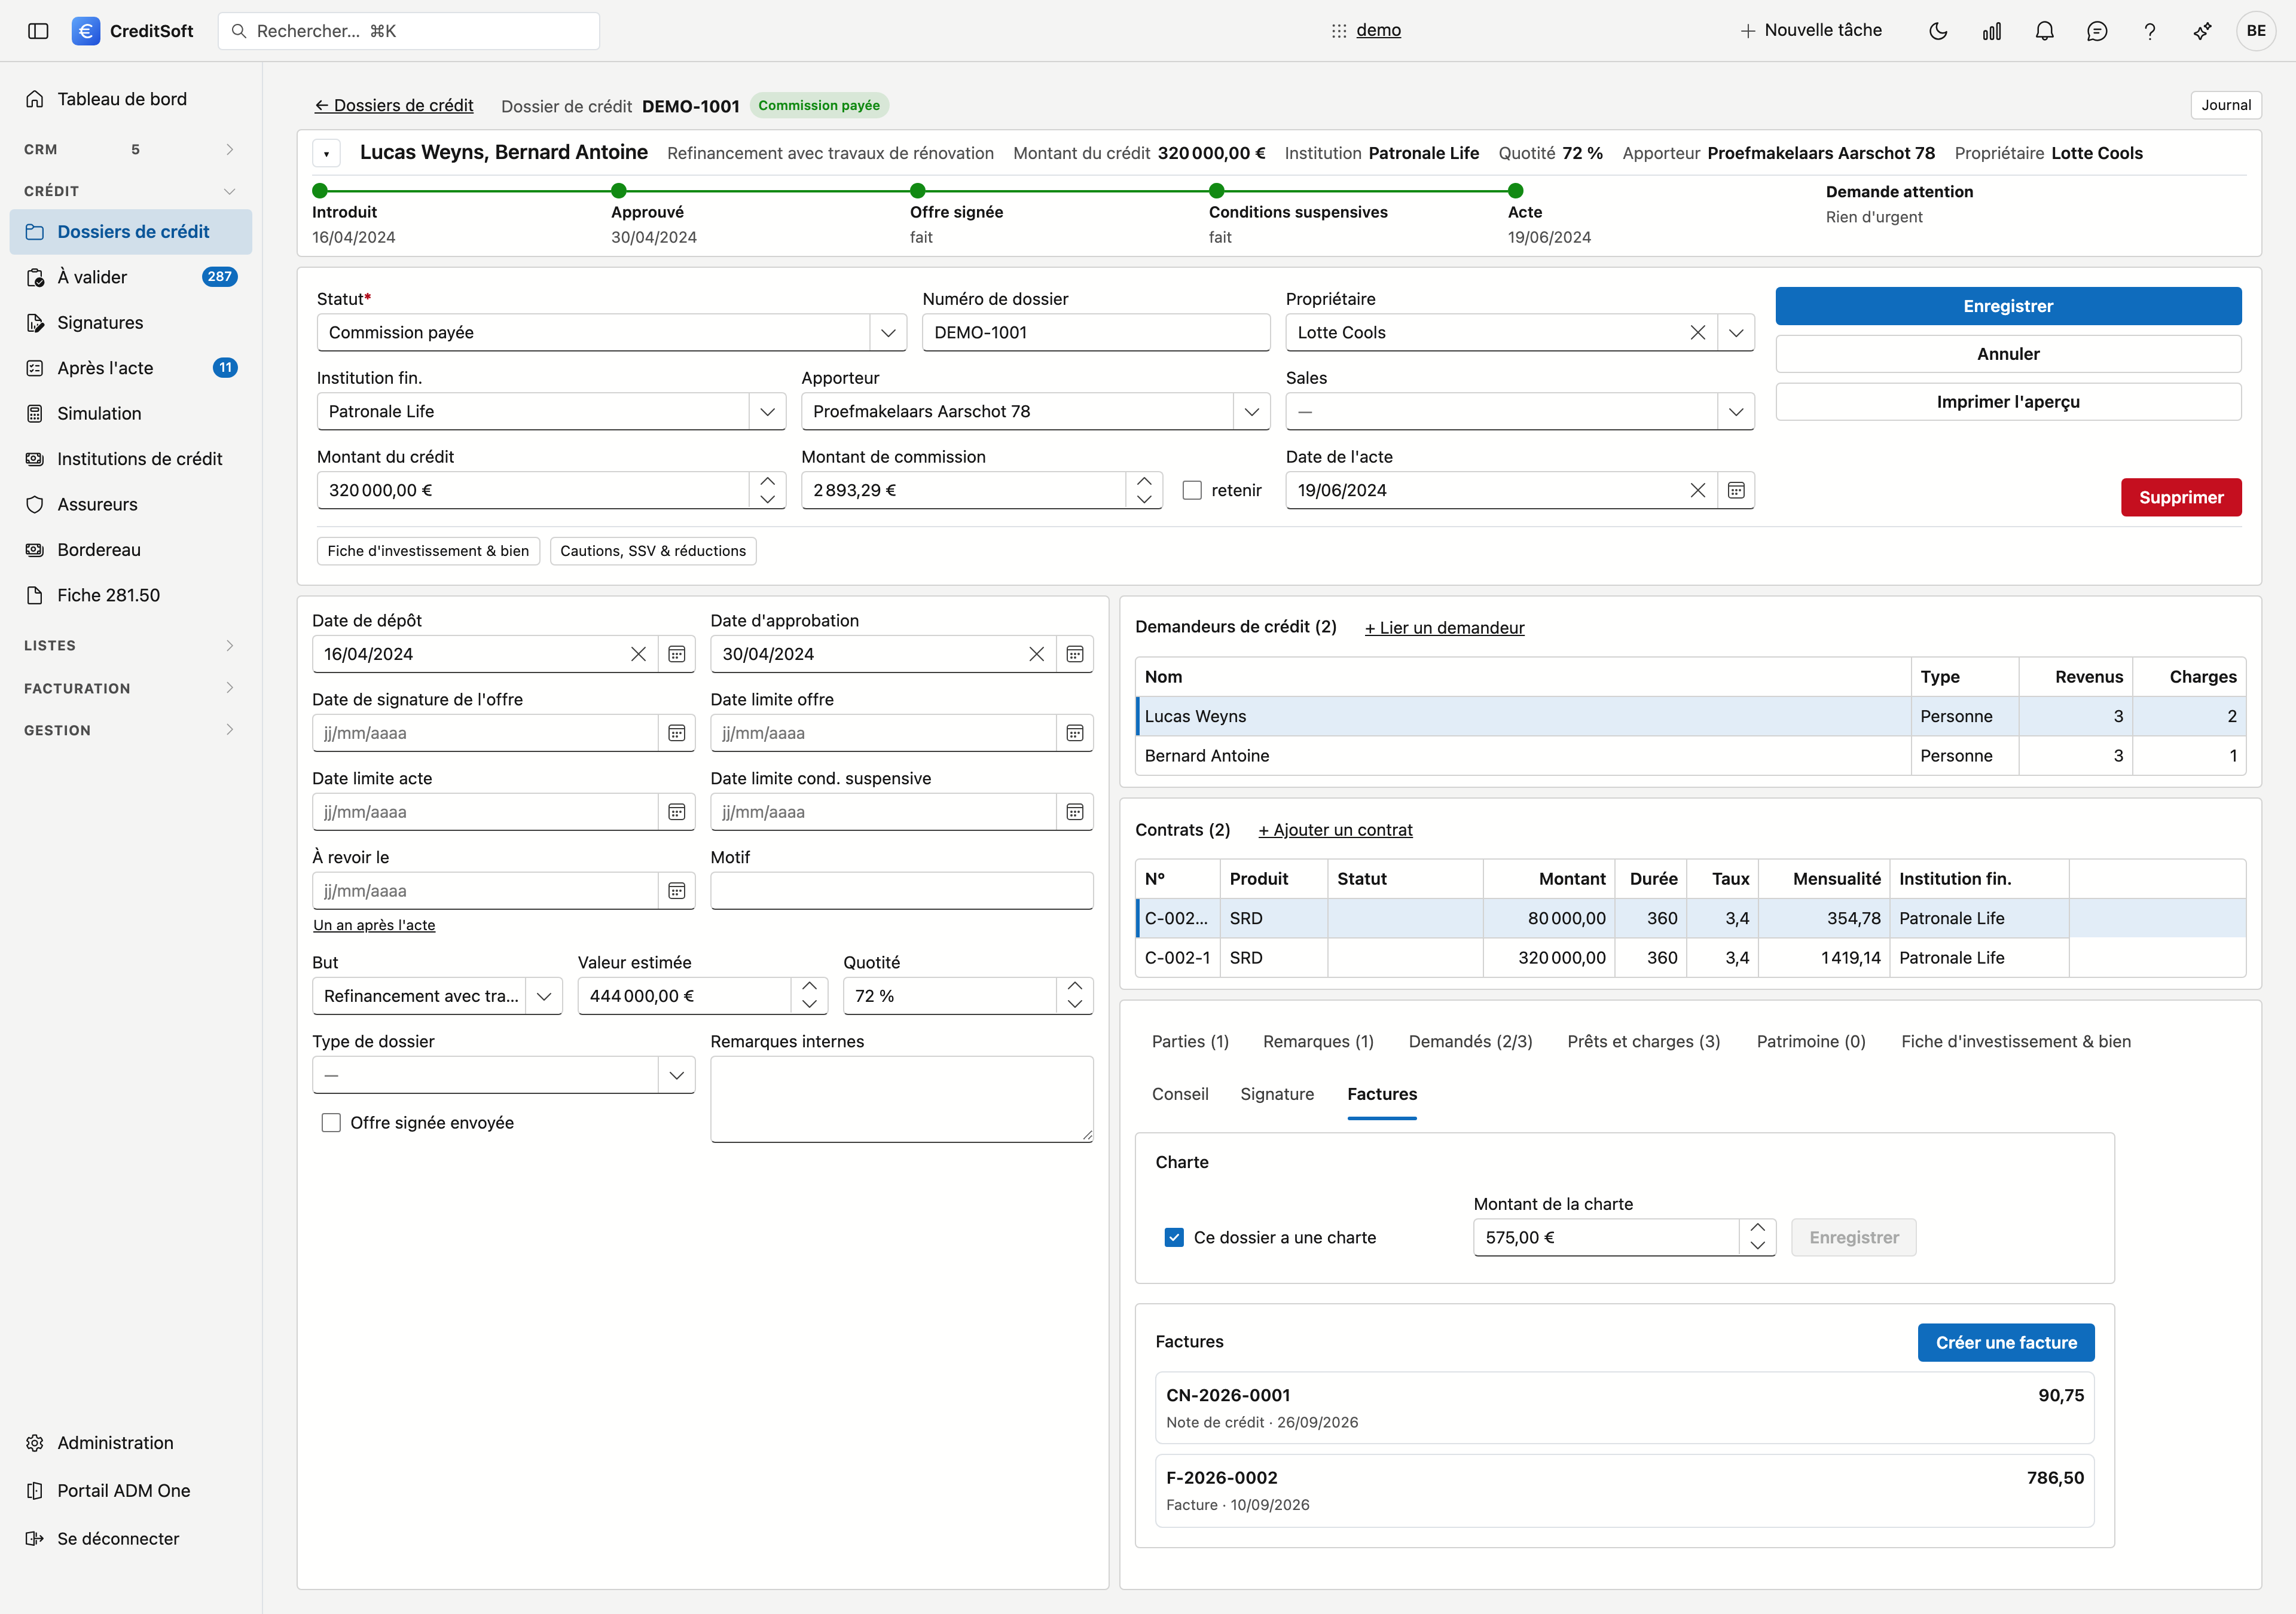 CreditSoft
Rechercher... ⌘K
demo
Nouvelle tâche
BE
Tableau de bord
CRM 5
CRÉDIT
Dossiers de crédit
À valider 287
Signatures
Après l'acte 11
Simulation
Institutions de crédit
Assureurs
Bordereau
Fiche 281.50
LISTES
FACTURATION
GESTION
Administration
Portail ADM One
Se déconnecter
← Dossiers de crédit Dossier de crédit DEMO-1001 Commission payée Journal
Lucas Weyns, Bernard Antoine Refinancement avec travaux de rénovation Montant du crédit 320 000,00 € Institution Patronale Life Quotité 72 % Apporteur Proefmakelaars Aarschot 78 Propriétaire Lotte Cools
Introduit Approuvé Offre signée Conditions suspensives Acte Demande attention
16/04/2024 30/04/2024 fait fait 19/06/2024 Rien d'urgent
Statut* Numéro de dossier Propriétaire
Commission payée DEMO-1001 Lotte Cools
Institution fin. Apporteur Sales
Patronale Life Proefmakelaars Aarschot 78 —
Montant du crédit Montant de commission Date de l'acte
320 000,00 € 2 893,29 € retenir 19/06/2024
Enregistrer
Annuler
Imprimer l'aperçu
Supprimer
Fiche d'investissement & bien Cautions, SSV & réductions
Date de dépôt Date d'approbation
16/04/2024 30/04/2024
Date de signature de l'offre Date limite offre
jj/mm/aaaa jj/mm/aaaa
Date limite acte Date limite cond. suspensive
jj/mm/aaaa jj/mm/aaaa
À revoir le Motif
jj/mm/aaaa
Un an après l'acte
But Valeur estimée Quotité
Refinancement avec tra... 444 000,00 € 72 %
Type de dossier Remarques internes
—
Offre signée envoyée
Demandeurs de crédit (2) + Lier un demandeur
Nom Type Revenus Charges
Lucas Weyns Personne 3 2
Bernard Antoine Personne 3 1
Contrats (2) + Ajouter un contrat
N° Produit Statut Montant Durée Taux Mensualité Institution fin.
C-002... SRD 80 000,00 360 3,4 354,78 Patronale Life
C-002-1 SRD 320 000,00 360 3,4 1 419,14 Patronale Life
Parties (1) Remarques (1) Demandés (2/3) Prêts et charges (3) Patrimoine (0) Fiche d'investissement & bien
Conseil Signature Factures
Charte
Montant de la charte
Ce dossier a une charte 575,00 € Enregistrer
Factures Créer une facture
CN-2026-0001 90,75
Note de crédit · 26/09/2026
F-2026-0002 786,50
Facture · 10/09/2026